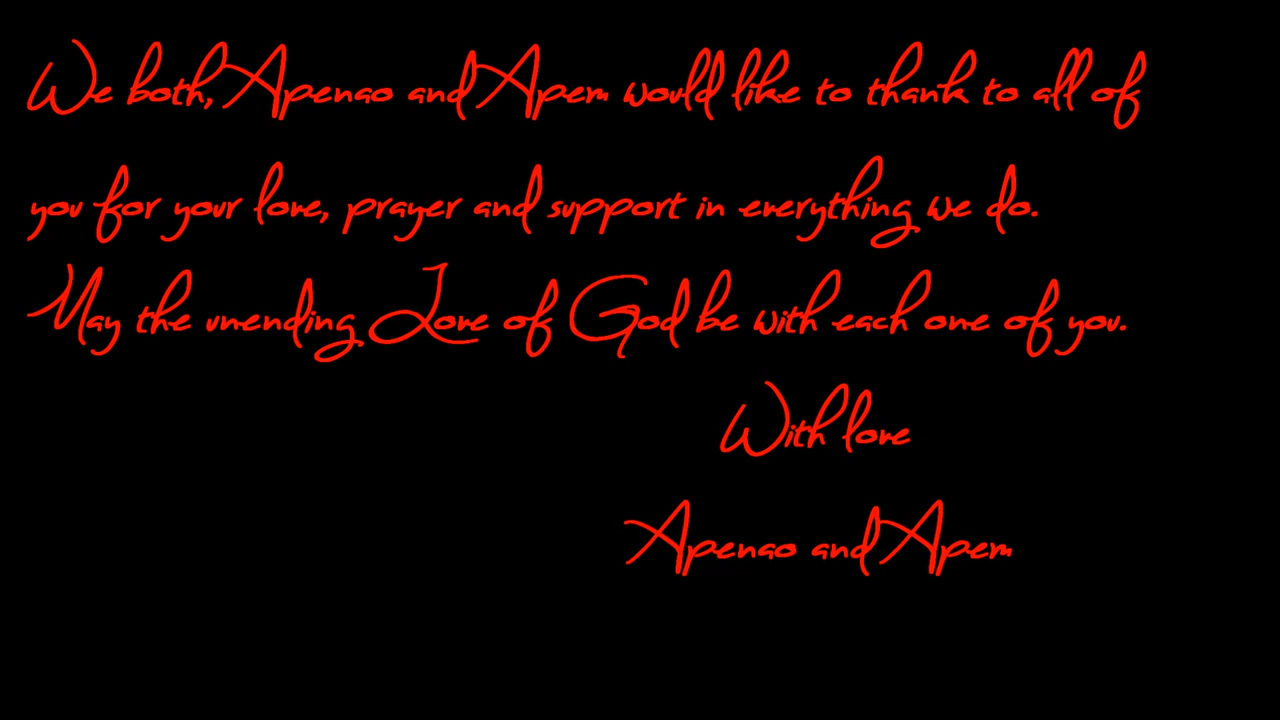 We both, Apenao and Apem would like to thank to all of
you for your love, prayer and support in everything we do.
May the unending Love of God be with each one of you.
With love
Apenao and Apem